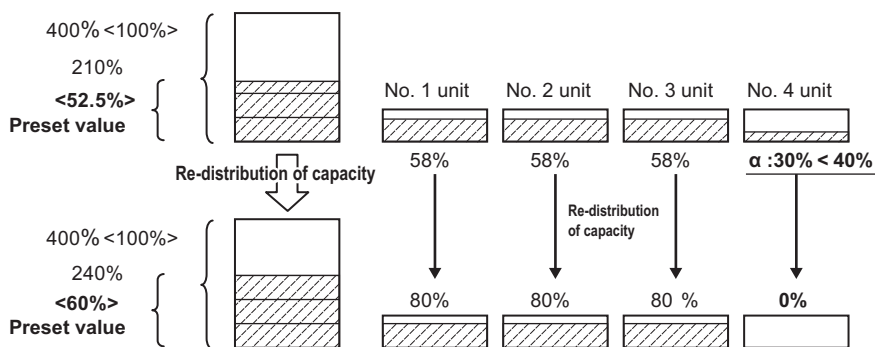 400% <100%>
210%
<52.5%>
Preset value
No. 1 unit
No. 2 unit
No. 3 unit
No. 4 unit
58%
58%
58%
α :30% < 40%
Re-distribution of capacity
Re-distribution
of capacity
400% <100%>
240%
<60%>
Preset value
80%
80%
80 %
0%